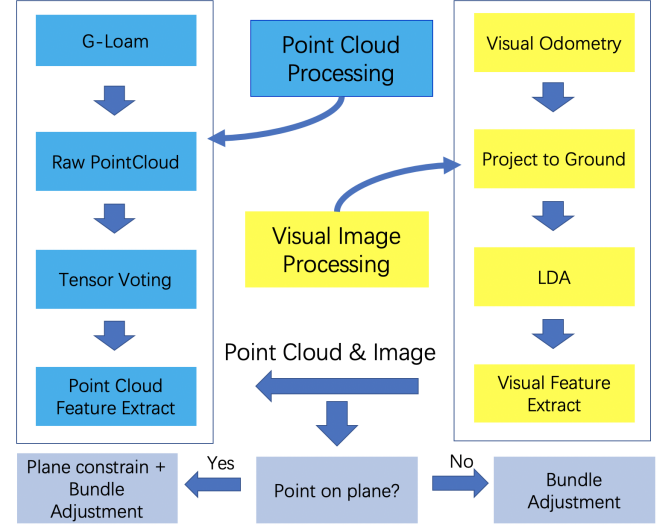 G-Loam
Raw PointCloud
Tensor Voting
Point Cloud
Feature Extract
Point Cloud
Processing
Visual Image
Processing
Visual Odometry
Project to Ground
LDA
Visual Feature
Extract
Point Cloud & Image
Plane constrain +
Bundle
Adjustment
Yes
Point on plane?
No
Bundle
Adjustment